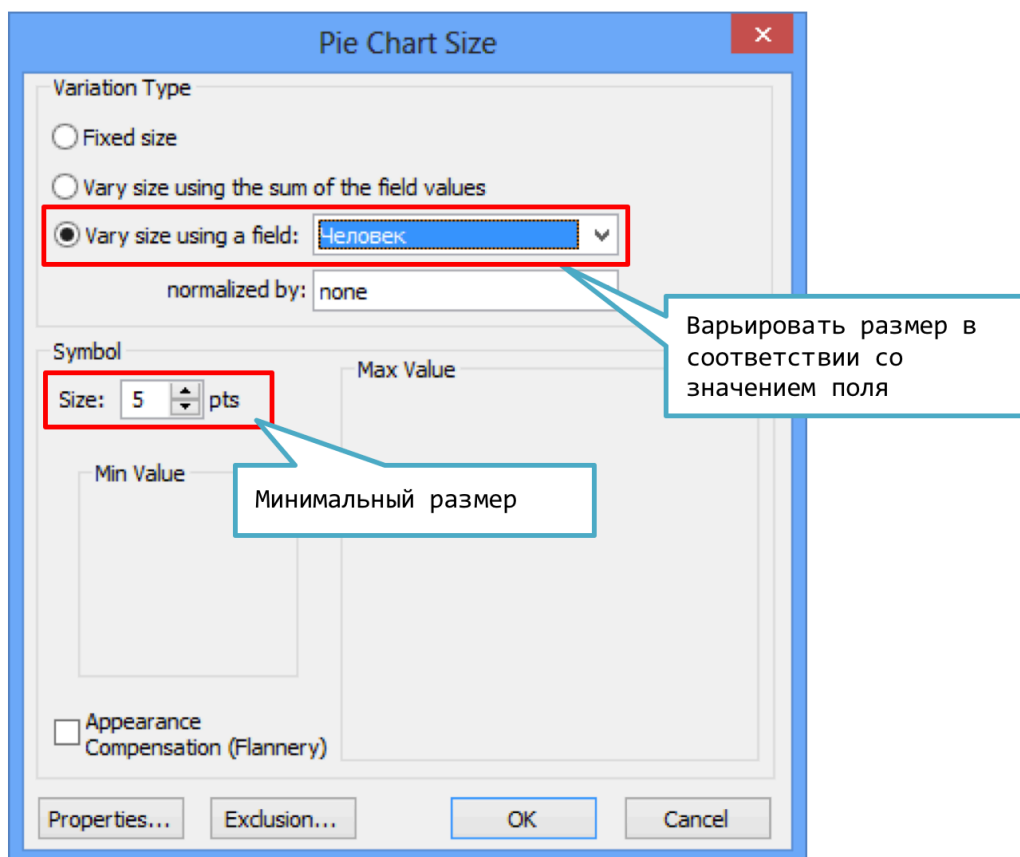 Pie Chart Size
Variation Type
Fixed size
Vary size using the sum of the field values
Vary size using a field: Человек
normalized by: none
Варьировать размер в
соответствии со
значением поля
Symbol
Max Value
Size: 5 pts
Min Value
Минимальный размер
Appearance
Compensation (Flannery)
Properties... Exclusion... OK Cancel